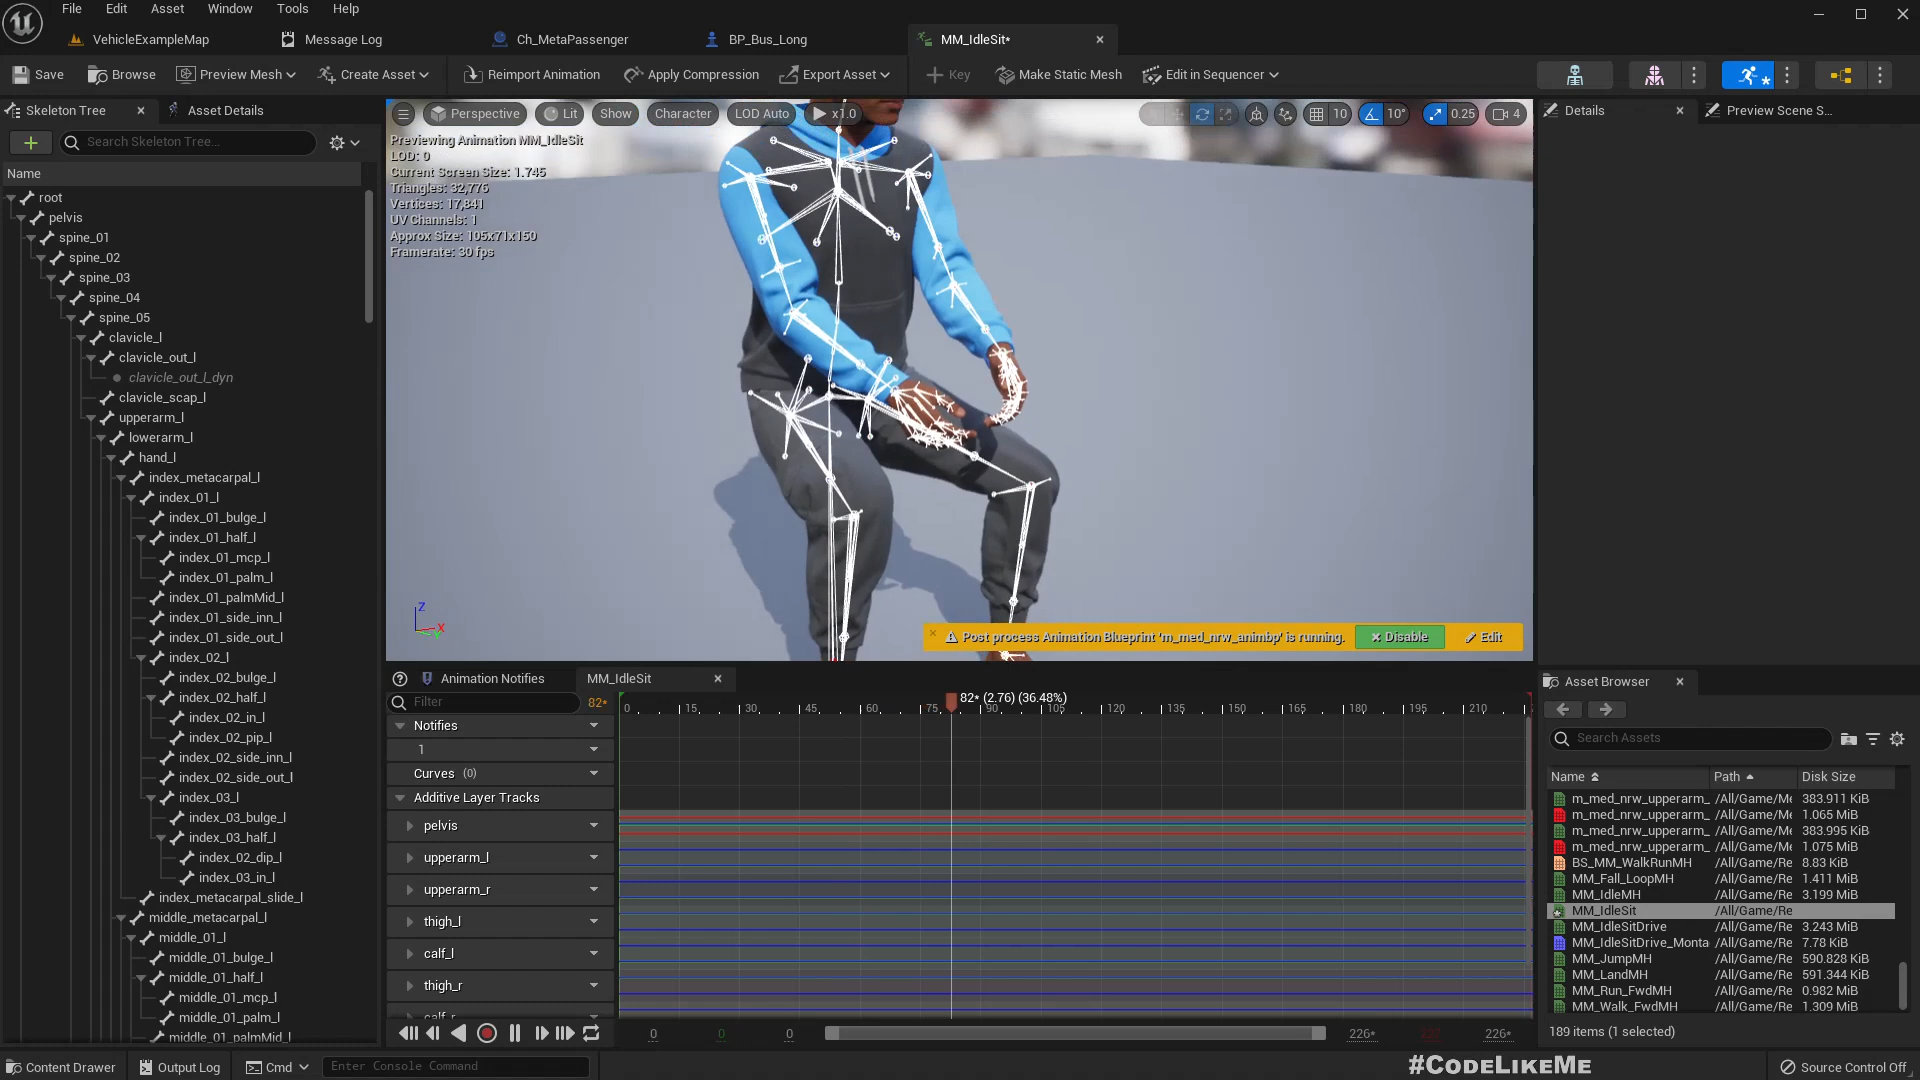 File Edit Asset Window Tools Help
VehicleExampleMap Message Log Ch_MetaPassenger BP_Bus_Long MM_IdleSit*
Save Browse Preview Mesh Create Asset Reimport Animation Apply Compression Export Asset Key Make Static Mesh Edit in Sequencer
Skeleton Tree Asset Details
Search Skeleton Tree...
Name
root
pelvis
spine_01
spine_02
spine_03
spine_04
spine_05
clavicle_l
clavicle_out_l
clavicle_out_l_dyn
clavicle_scap_l
upperarm_l
lowerarm_l
hand_l
index_metacarpal_l
index_01_l
index_01_bulge_l
index_01_half_l
index_01_mcp_l
index_01_palm_l
index_01_palmMid_l
index_01_side_inn_l
index_01_side_out_l
index_02_l
index_02_bulge_l
index_02_half_l
index_02_in_l
index_02_pip_l
index_02_side_inn_l
index_02_side_out_l
index_03_l
index_03_bulge_l
index_03_half_l
index_02_dip_l
index_03_in_l
index_metacarpal_slide_l
middle_metacarpal_l
middle_01_l
middle_01_bulge_l
middle_01_half_l
middle_01_mcp_l
middle_01_palm_l
middle_01_palmMid_l
Perspective Lit Show Character LOD Auto x1.0 10 10° 0.25 4
Previewing Animation MM_IdleSit
LOD: 0
Current Screen Size: 1.745
Triangles: 32,776
Vertices: 17,841
UV Channels: 1
Approx Size: 105x71x150
Framerate: 30 fps
Z
X
Y
Post process Animation Blueprint 'm_med_nrw_animbp' is running. Disable Edit
Animation Notifies MM_IdleSit
Filter 82*
82* (2.76) (36.48%)
0 15 30 45 60 75 90 105 120 135 150 165 180 195 210
Notifies
1
Curves (0)
Additive Layer Tracks
pelvis
upperarm_l
upperarm_r
thigh_l
calf_l
thigh_r
calf_r
0 0 0 226* 226*
Details Preview Scene S...
Asset Browser
Search Assets
Name Path Disk Size
m_med_nrw_upperarm_ /All/Game/Me 383.911 KiB
m_med_nrw_upperarm_ /All/Game/Me 1.065 MiB
m_med_nrw_upperarm_ /All/Game/Me 383.995 KiB
m_med_nrw_upperarm_ /All/Game/Me 1.075 MiB
BS_MM_WalkRunMH /All/Game/Re 8.83 KiB
MM_Fall_LoopMH /All/Game/Re 1.411 MiB
MM_IdleMH /All/Game/Re 3.199 MiB
MM_IdleSit /All/Game/Re
MM_IdleSitDrive /All/Game/Re 3.243 MiB
MM_IdleSitDrive_Monta /All/Game/Re 7.78 KiB
MM_JumpMH /All/Game/Re 590.828 KiB
MM_LandMH /All/Game/Re 591.344 KiB
MM_Run_FwdMH /All/Game/Re 0.982 MiB
MM_Walk_FwdMH /All/Game/Re 1.309 MiB
189 items (1 selected)
Content Drawer Output Log Cmd Enter Console Command #CodeLikeMe Source Control Off